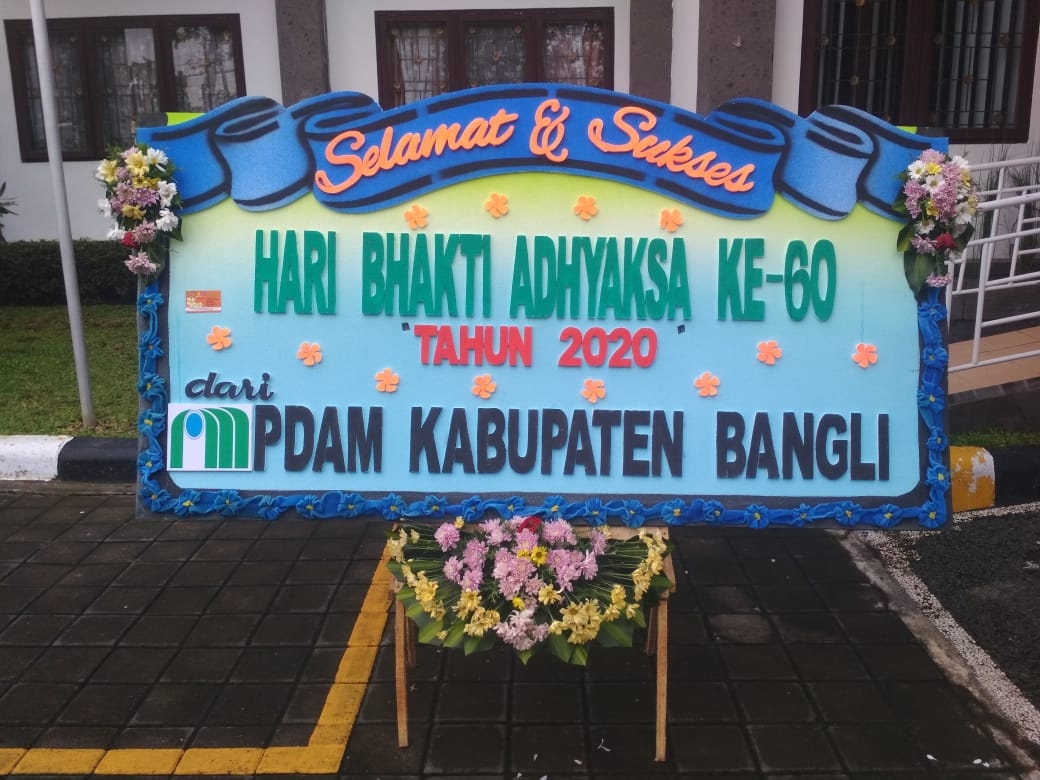 Selamat & Sukses
HARI BHAKTI ADHYAKSA KE-60
"TAHUN 2020"
dari
PDAM KABUPATEN BANGLI